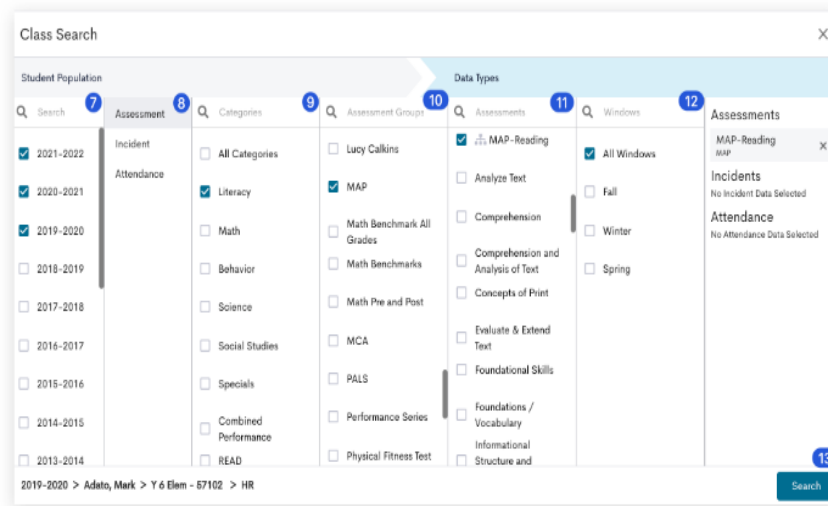 Class Search
X
Student Population
Data Types
7
8
9
10
11
12
Search
2021-2022
2020-2021
2019-2020
2018-2019
2017-2018
2016-2017
2015-2016
2014-2015
2013-2014
Assessment
Incident
Attendance
Categories
All Categories
Literacy
Math
Behavior
Science
Social Studies
Specials
Combined
Performance
READ
Assessment Groups
Lucy Calkins
MAP
Math Benchmark All
Grades
Math Benchmarks
Math Pre and Post
MCA
PALS
Performance Series
Physical Fitness Test
Assessments
MAP-Reading
Analyze Text
Comprehension
Comprehension and
Analysis of Text
Concepts of Print
Evaluate & Extend
Text
Foundational Skills
Foundations /
Vocabulary
Informational
Structure and
Windows
All Windows
Fall
Winter
Spring
Assessments
MAP-Reading
X
MAP
Incidents
No Incident Data Selected
Attendance
No Attendance Data Selected
13
2019-2020 > Adato, Mark > Y 6 Elem - 57102 > HR
Search